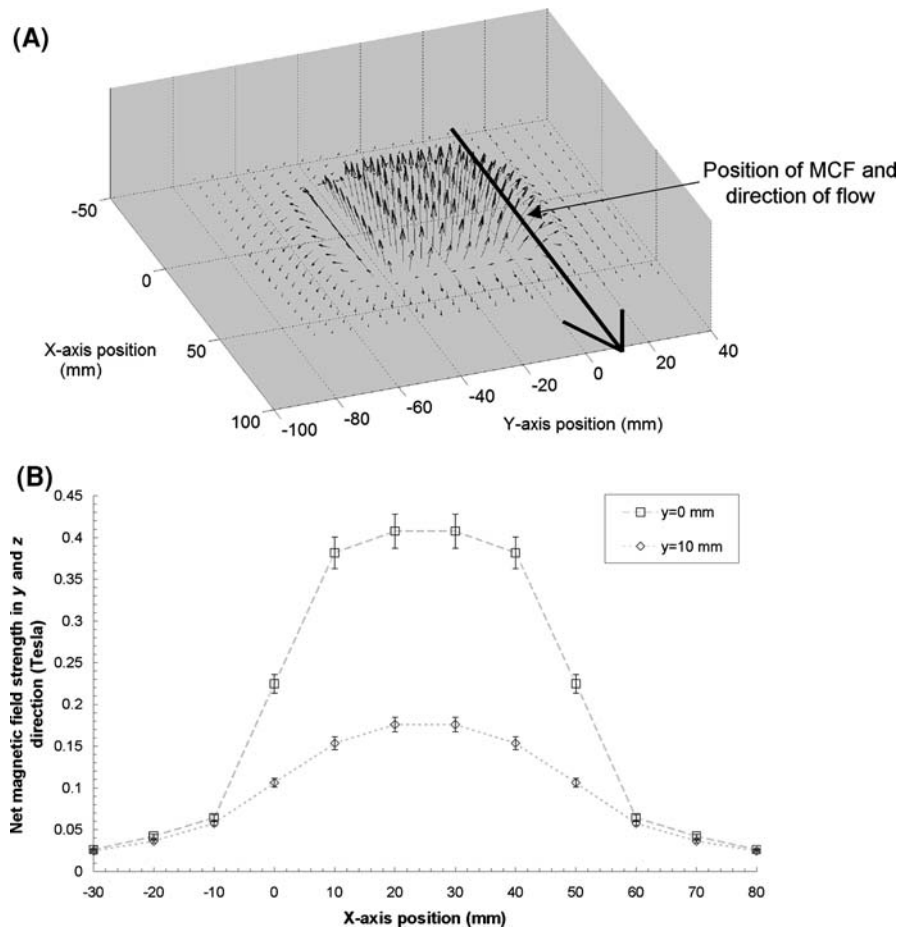 (A)
Position of MCF and
direction of flow
-50
0
50
100
X-axis position
(mm)
-100
-80
-60
-40
-20
0
20
40
Y-axis position (mm)
(B)
Net magnetic field strength in y and z
direction (Tesla)
0.45
0.4
0.35
0.3
0.25
0.2
0.15
0.1
0.05
0
y=0 mm
y=10 mm
-30 -20 -10 0 10 20 30 40 50 60 70 80
X-axis position (mm)